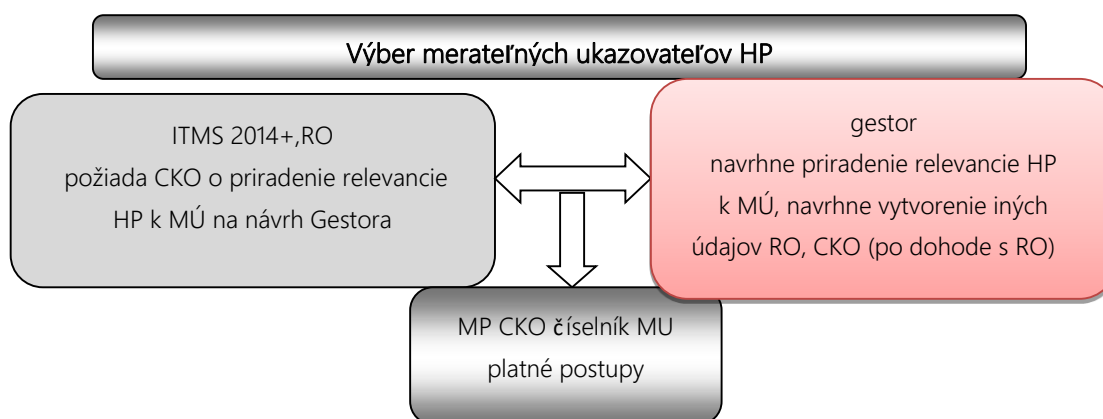 Výber merateľných ukazovateľov HP
ITMS 2014+,RO
požiada CKO o priradenie relevancie
HP k MÚ na návrh Gestora
gestor
navrhne priradenie relevancie HP
k MÚ, navrhne vytvorenie iných
údajov RO, CKO (po dohode s RO)
MP CKO číselník MU
platné postupy